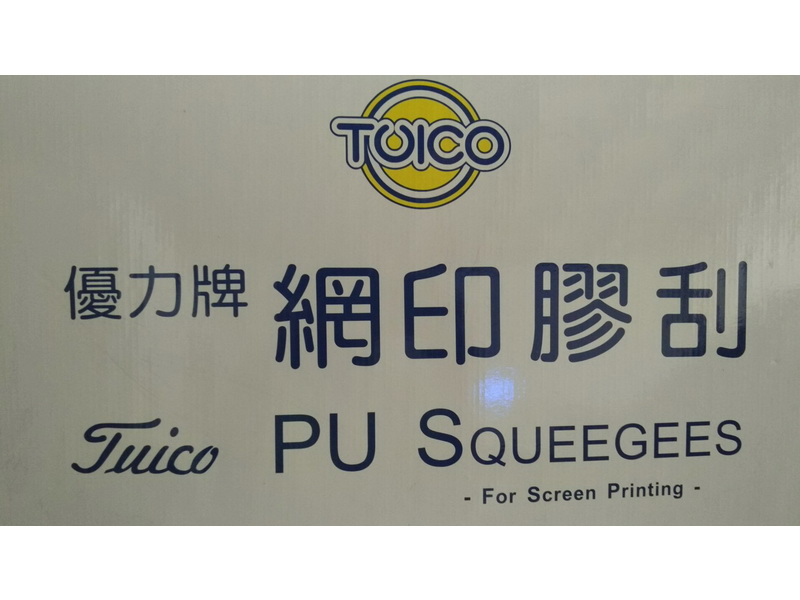 TUICO
優力牌 網印膠刮
Tuico PU SQUEEGEES
- For Screen Printing -